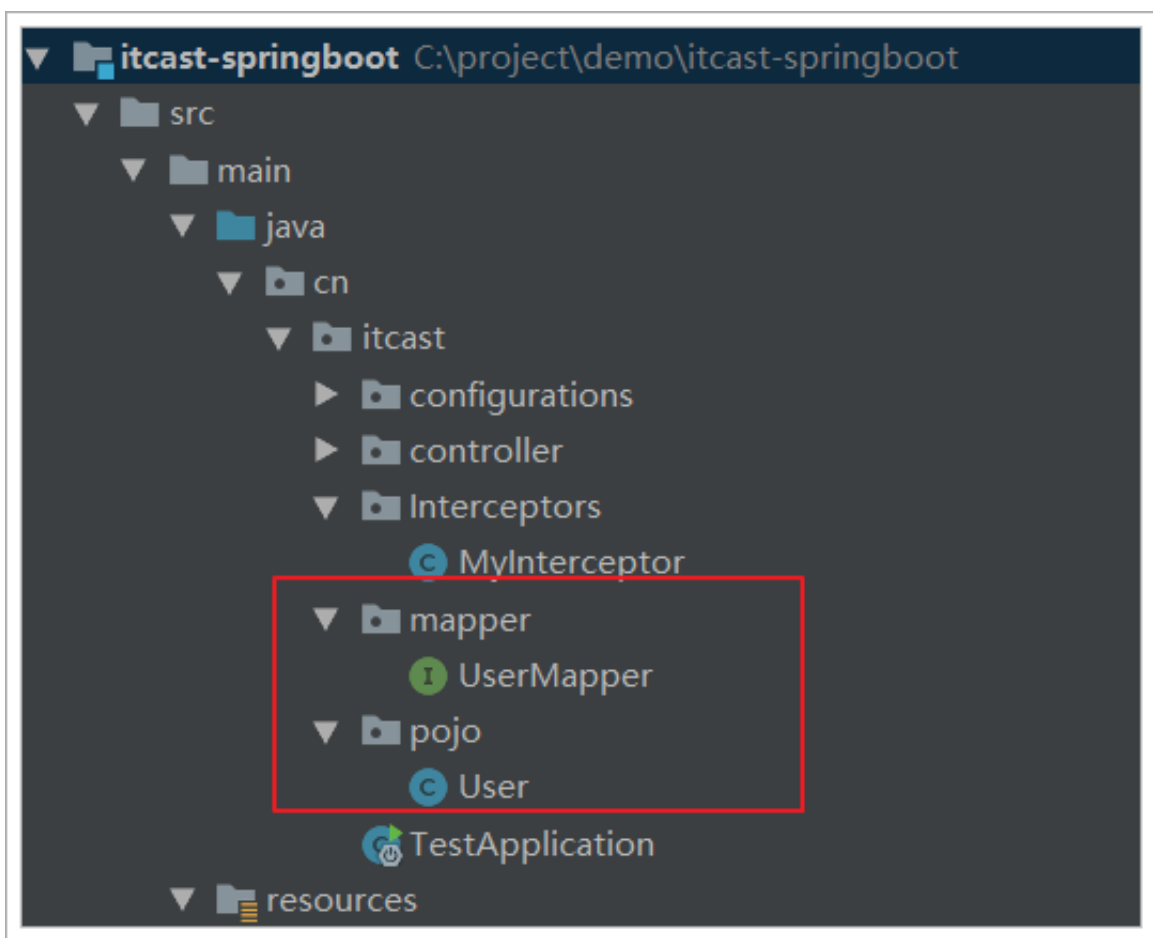 itcast-springboot C:\project\demo\itcast-springboot
src
main
java
cn
itcast
configurations
controller
Interceptors
MyInterceptor
mapper
UserMapper
pojo
User
TestApplication
resources